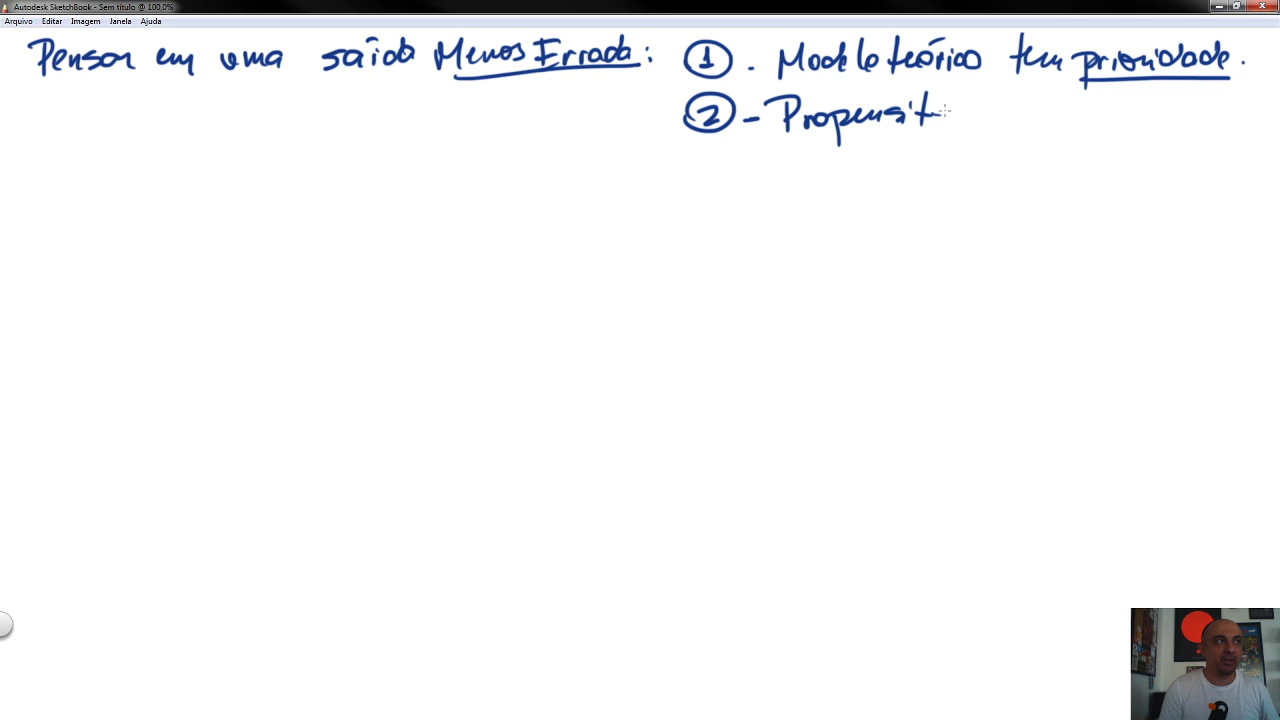 Autodesk SketchBook - Sem título @ 100,0%
Arquivo Editar Imagem Janela Ajuda
Pensar em uma saída Menos Errada: 1 . Modelo teórico tem prioridade.
2 - Propensit